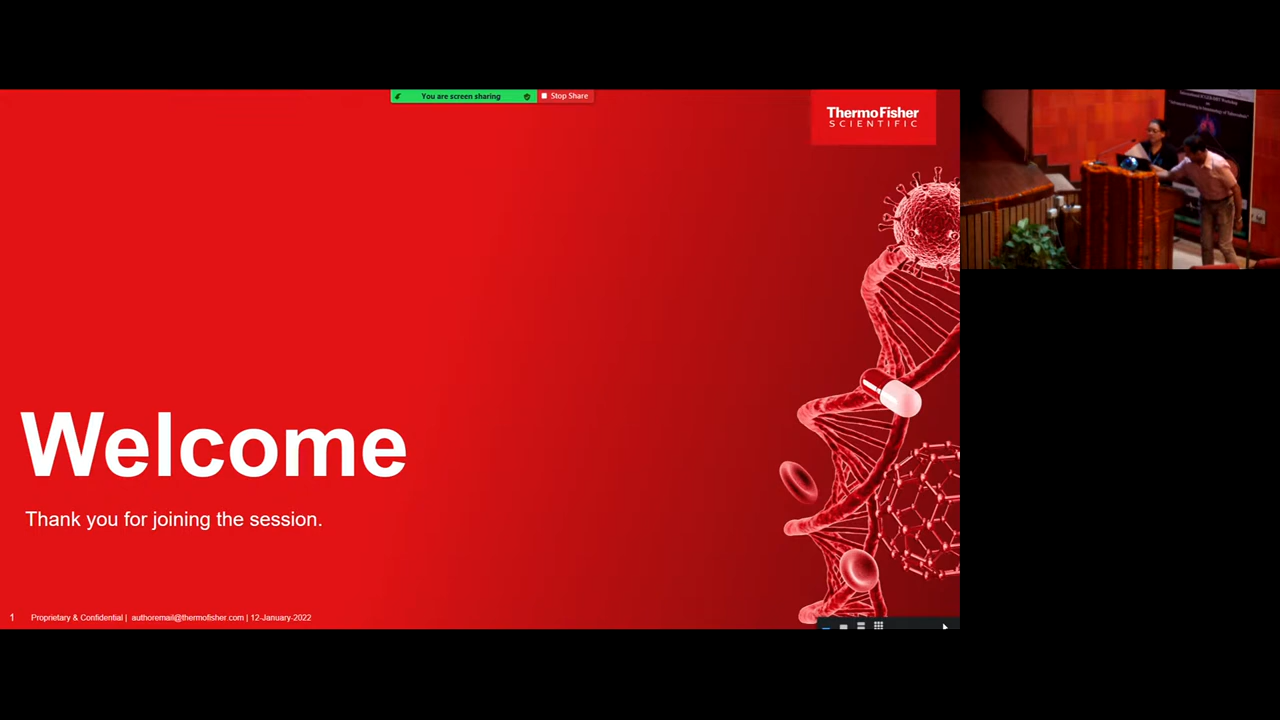 You are screen sharing
Stop Share
ThermoFisher
SCIENTIFIC
Welcome
Thank you for joining the session.
1 Proprietary & Confidential | authoremail@thermofisher.com | 12-January-2022